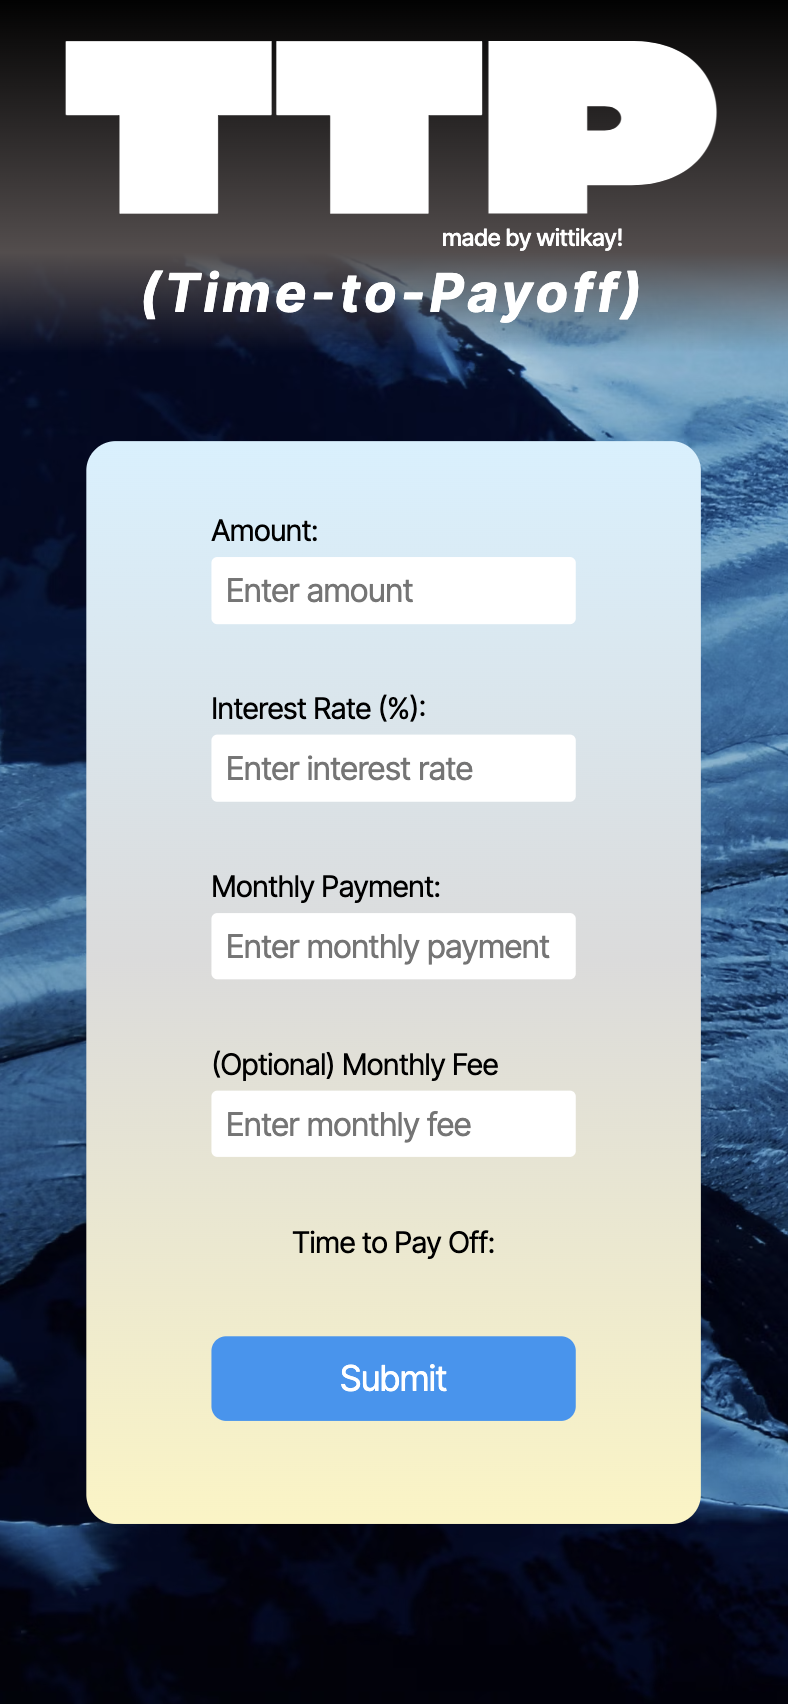 TTP
made by wittikay!
(Time-to-Payoff)
Amount:
Enter amount
Interest Rate (%):
Enter interest rate
Monthly Payment:
Enter monthly payment
(Optional) Monthly Fee
Enter monthly fee
Time to Pay Off:
Submit